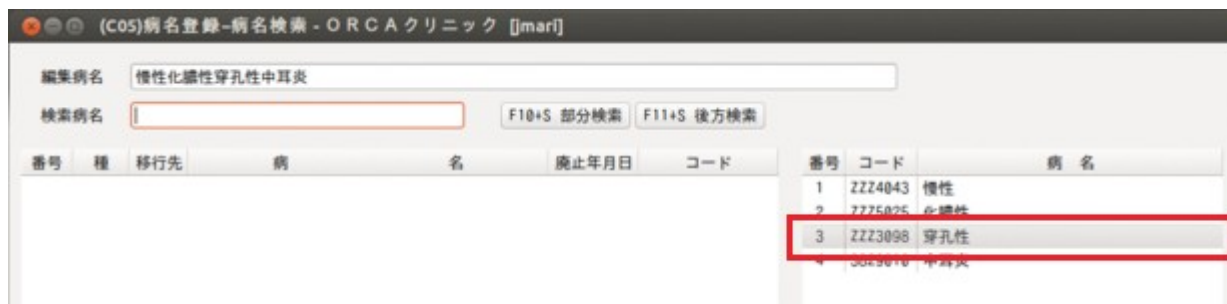 (C05)病名登録–病名検索 - ＯＲＣＡクリニック [jmari]
編集病名 慢性化膿性穿孔性中耳炎
検索病名 F10+S 部分検索 F11+S 後方検索
番号 種 移行先 病 名 廃止年月日 コード
番号 コード 病 名
1 ZZZ4043 慢性
2 ZZZ5025 化膿性
3 ZZZ3098 穿孔性
4 中耳炎